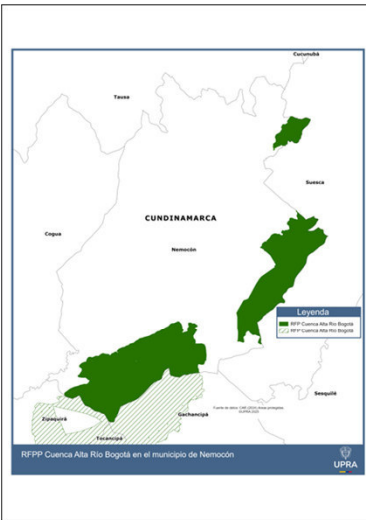 Cucunubá
Tausa
Suesca
CUNDINAMARCA
Cogua
Nemocón
Leyenda
RFPP Cuenca Alta Río Bogotá
RFPP Cuenca Alta Río Bogotá
Sesquilé
Gachancipá
Zipaquirá
Tocancipá
RFPP Cuenca Alta Río Bogotá en el municipio de Nemocón
UPRA